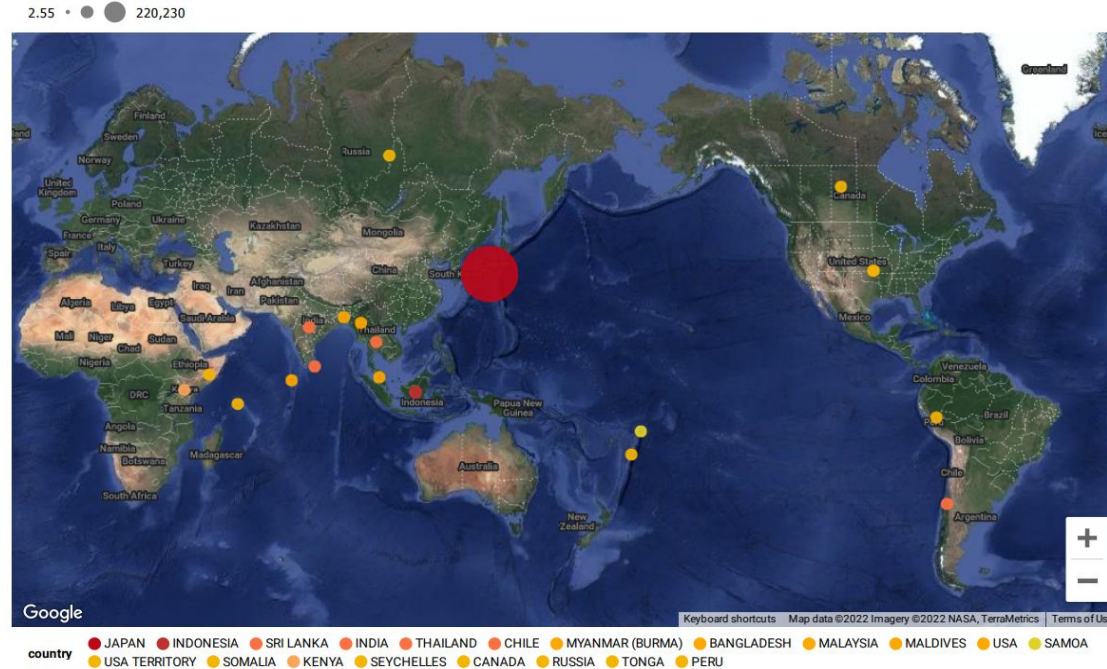 2.55 220,230
Greenland
Finland
Sweden
Russia
Norway
land
Ice
United
Kingdom
Canada
Poland
Germany
Ukraine
Kazakhstan
Mongolia
France
Italy
Spain
United States
Turkey
China
South K
Iraq
Iran
Afghanistan
Pakistan
Algeria
Libya
Egypt
Saudi Arabia
India
Mexico
Mali
Niger
Chad
Sudan
Thailand
Nigeria
Ethiopia
Venezuela
Colombia
DRC
Tanzania
Indonesia
Papua New
Guinea
Brazil
Angola
Madagascar
Bolivia
Namibia
Botswana
Australia
Chile
South Africa
New
Zealand
Argentina
+
−
Google
Keyboard shortcuts Map data ©2022 Imagery ©2022 NASA, TerraMetrics Terms of Us
country
JAPAN INDONESIA SRI LANKA INDIA THAILAND CHILE MYANMAR (BURMA) BANGLADESH MALAYSIA MALDIVES USA SAMOA
USA TERRITORY SOMALIA KENYA SEYCHELLES CANADA RUSSIA TONGA PERU